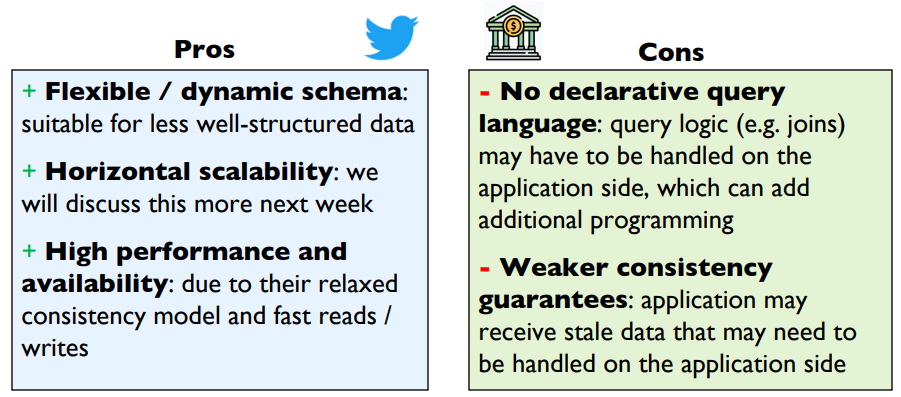 Pros
+ Flexible / dynamic schema:
suitable for less well-structured data
+ Horizontal scalability: we
will discuss this more next week
+ High performance and
availability: due to their relaxed
consistency model and fast reads /
writes
$
Cons
- No declarative query
language: query logic (e.g. joins)
may have to be handled on the
application side, which can add
additional programming
- Weaker consistency
guarantees: application may
receive stale data that may need to
be handled on the application side